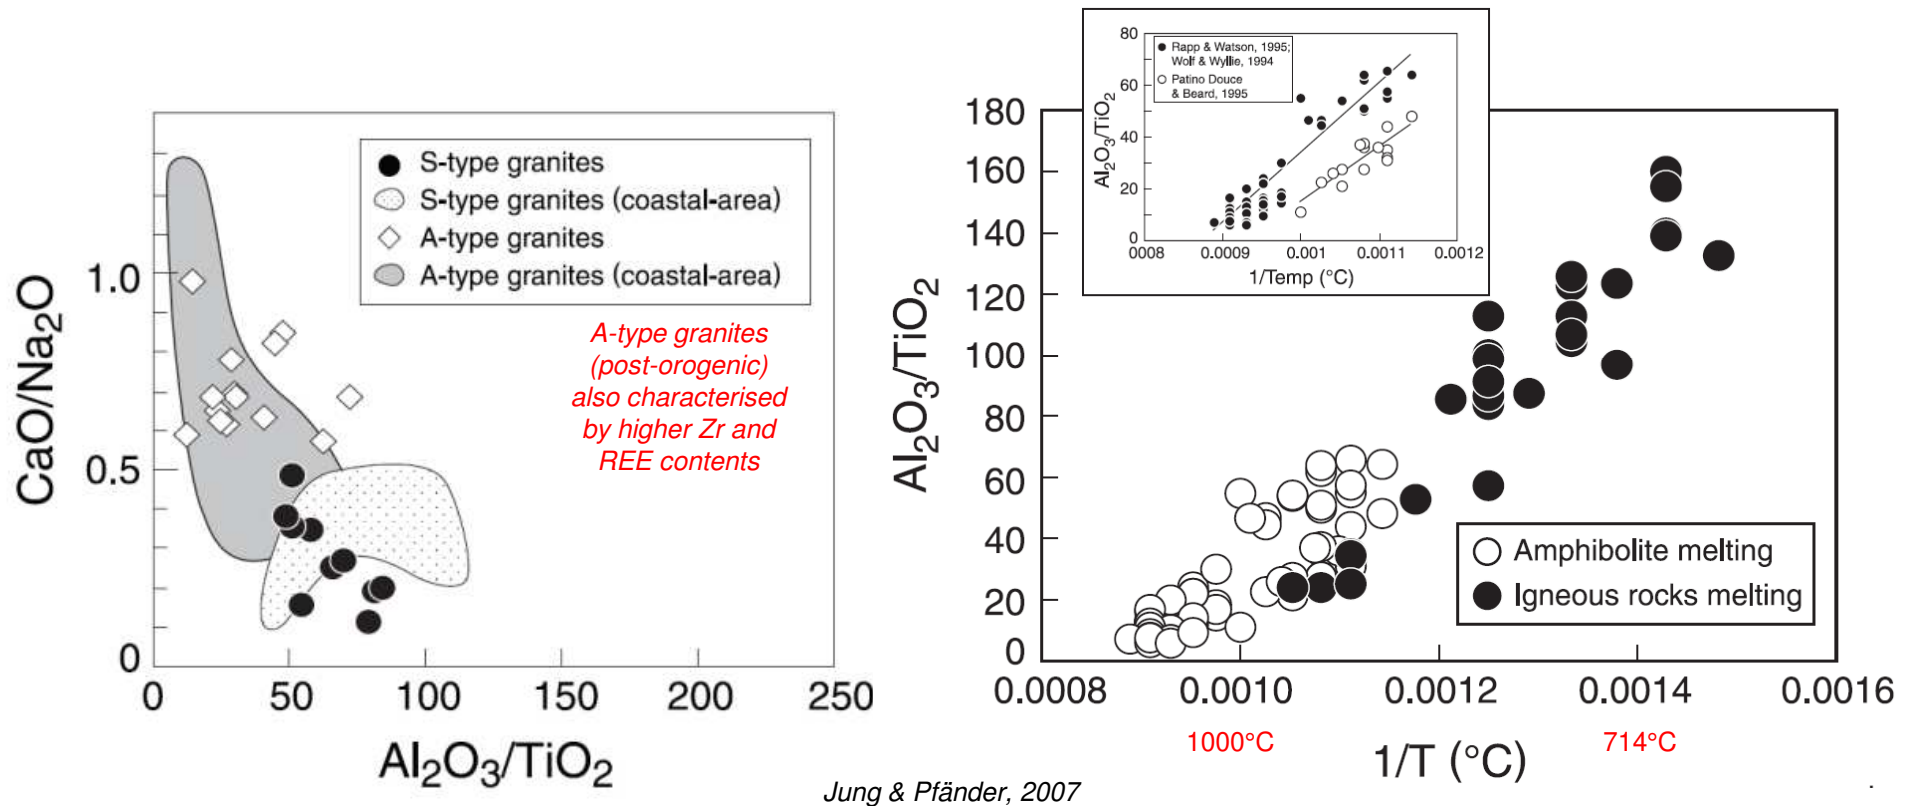 S-type granites
S-type granites (coastal-area)
A-type granites
A-type granites (coastal-area)
A-type granites
(post-orogenic)
also characterised
by higher Zr and
REE contents
CaO/Na₂O
1.0
0.5
0
0 50 100 150 200 250
Al₂O₃/TiO₂
80
60
40
20
0
Al₂O₃/TiO₂
Rapp & Watson, 1995;
Wolf & Wyllie, 1994
Patino Douce
& Beard, 1995
0.0008 0.0009 0.001 0.0011 0.0012
1/Temp (°C)
Al₂O₃/TiO₂
180
160
140
120
100
80
60
40
20
0
Amphibolite melting
Igneous rocks melting
0.0008 0.0010 0.0012 0.0014 0.0016
1000°C 714°C
1/T (°C)
Jung & Pfänder, 2007